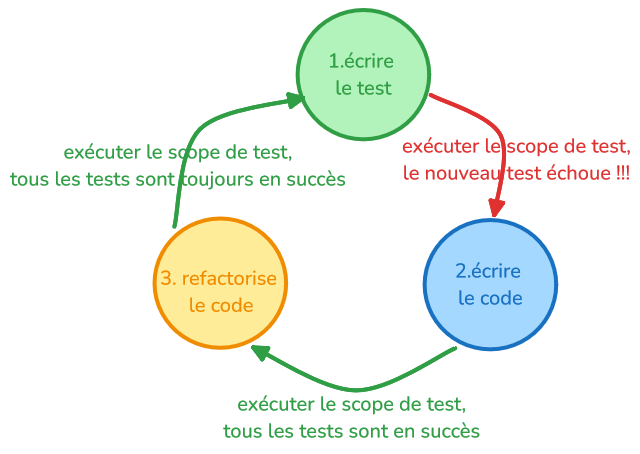 1.écrire
le test
exécuter le scope de test,
le nouveau test échoue !!!
2.écrire
le code
exécuter le scope de test,
tous les tests sont en succès
3. refactorise
le code
exécuter le scope de test,
tous les tests sont toujours en succès